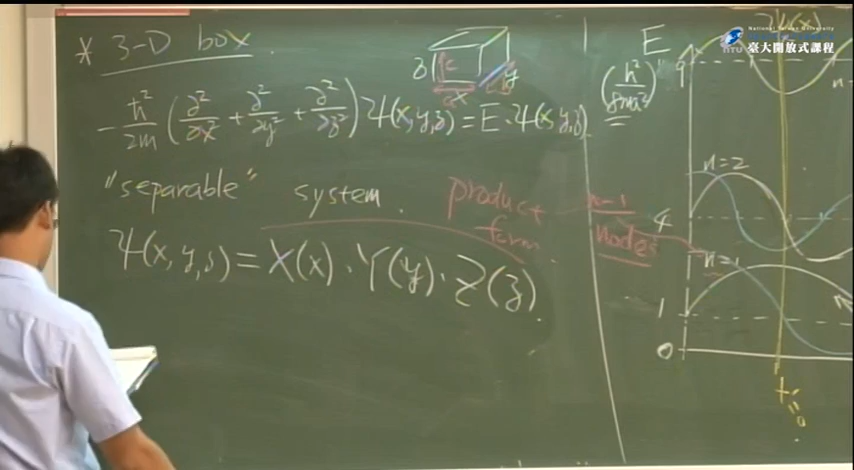 * 3-D box
-ħ²/2m (∂²/∂x² + ∂²/∂y² + ∂²/∂z²) Ψ(x,y,z) = E·Ψ(x,y,z)
"separable" system.
product form.
Ψ(x,y,z) = X(x)·Y(y)·Z(z).
E
(h²/8ma²)
9
n=2
4
n-1
nodes
n=1
1
0
臺大開放式課程